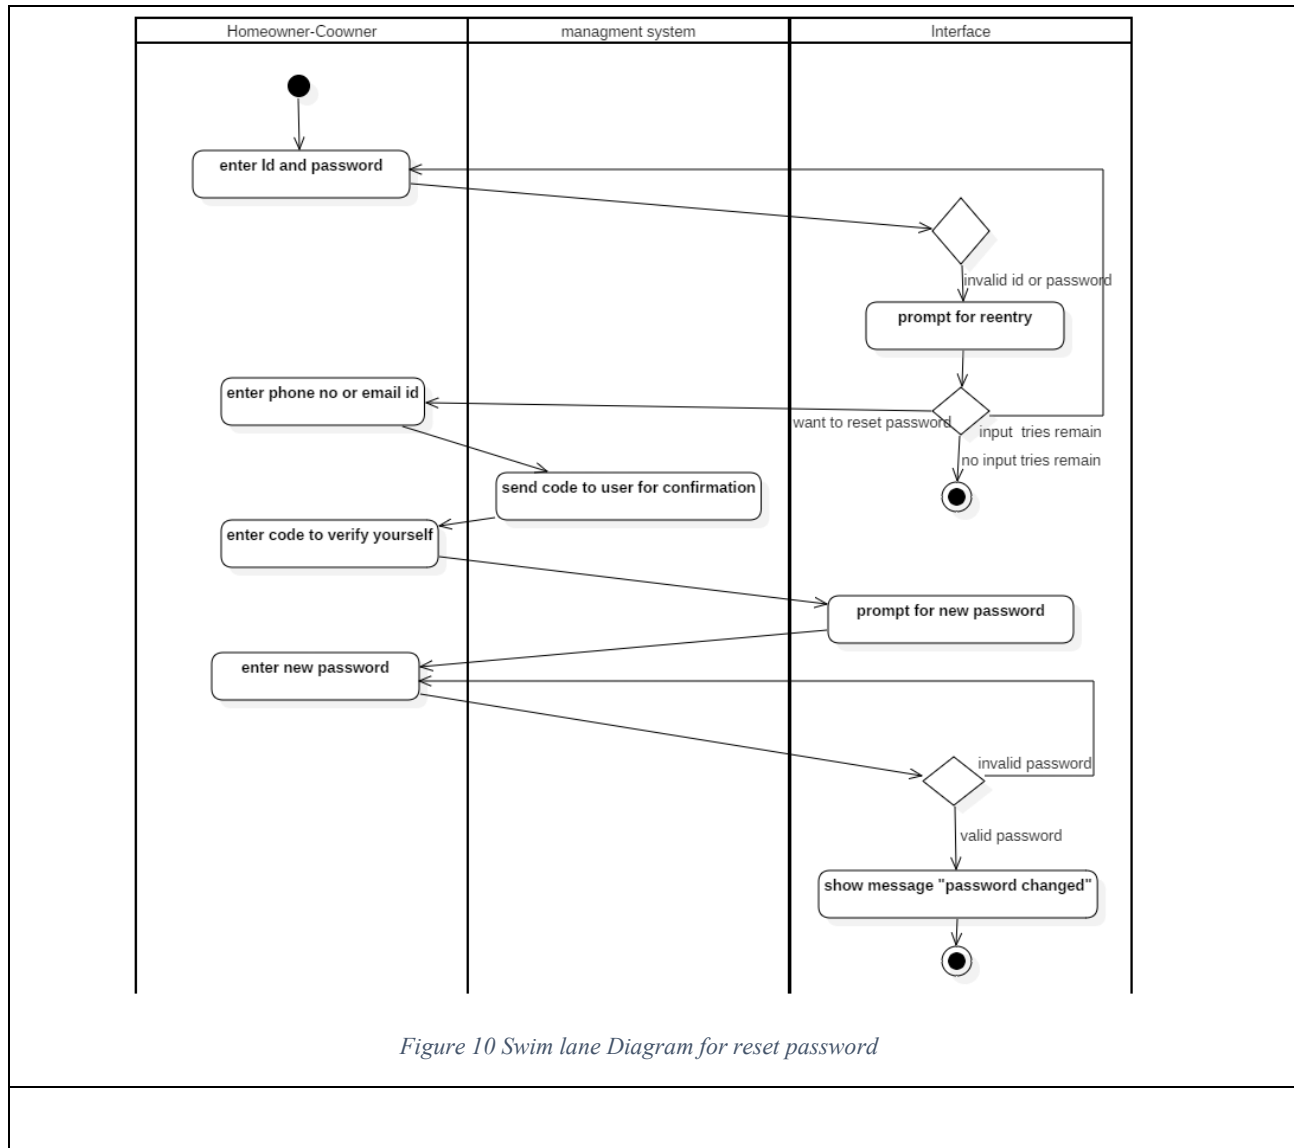 Homeowner-Coowner
managment system
Interface
enter Id and password
invalid id or password
prompt for reentry
enter phone no or email id
want to reset password
input  tries remain
no input tries remain
send code to user for confirmation
enter code to verify yourself
prompt for new password
enter new password
invalid password
valid password
show message "password changed"
Figure 10 Swim lane Diagram for reset password